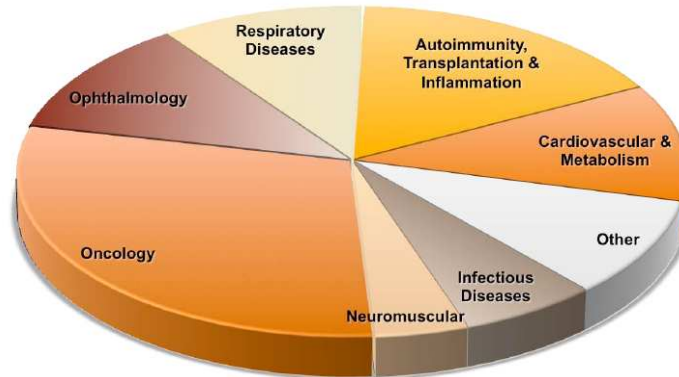 Respiratory
Diseases
Autoimmunity,
Transplantation &
Inflammation
Ophthalmology
Cardiovascular &
Metabolism
Oncology
Other
Infectious
Diseases
Neuromuscular